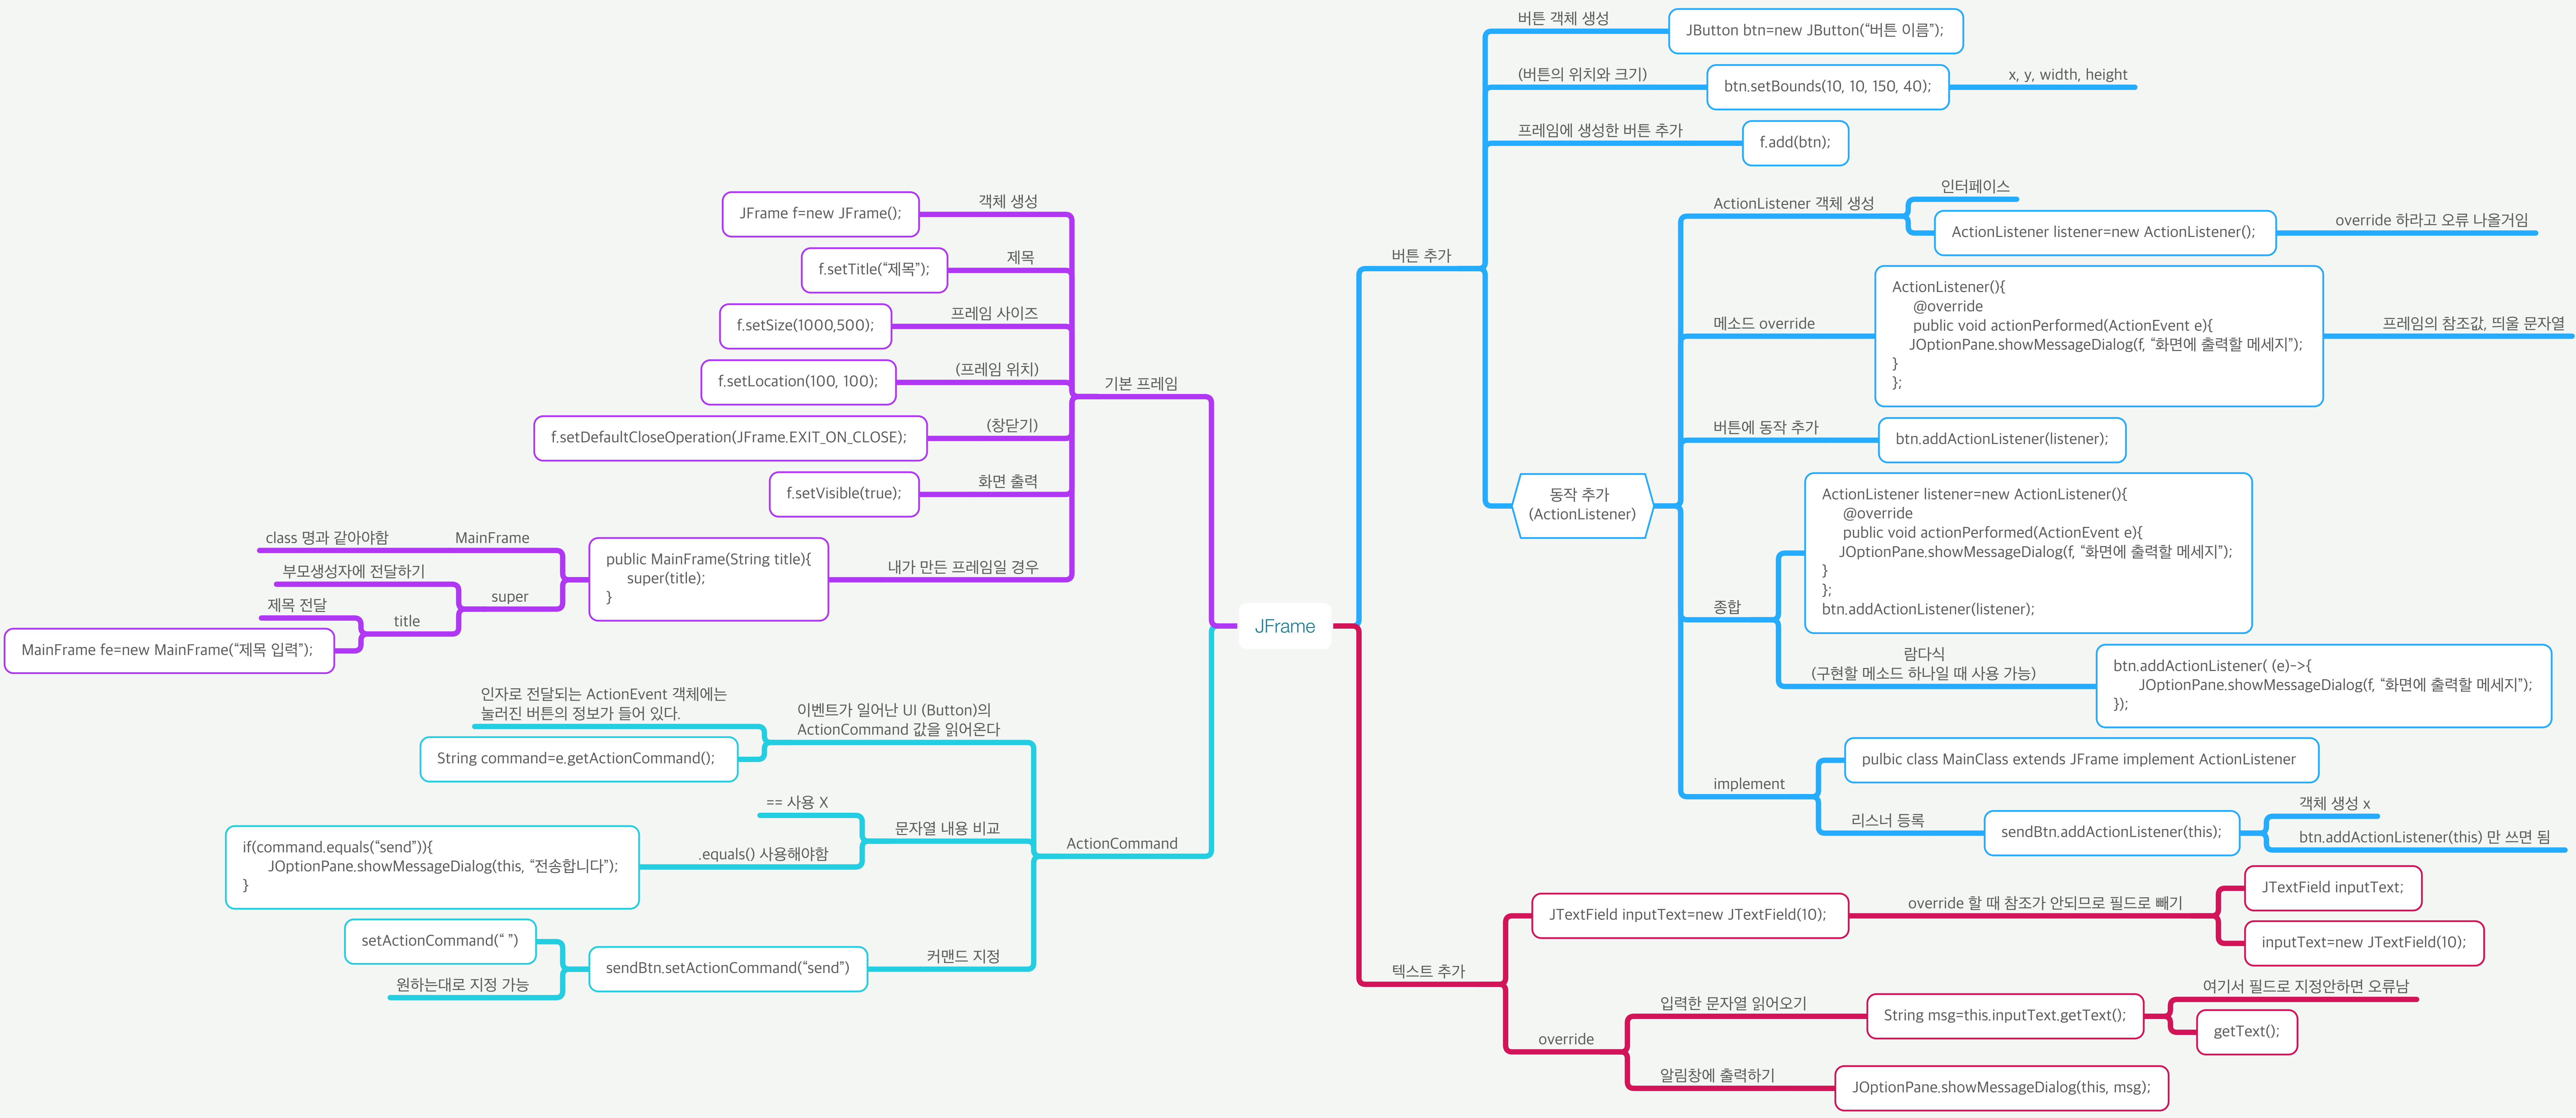 JFrame
기본 프레임
객체 생성
JFrame f=new JFrame();
제목
f.setTitle(“제목”);
프레임 사이즈
f.setSize(1000,500);
(프레임 위치)
f.setLocation(100, 100);
(창닫기)
f.setDefaultCloseOperation(JFrame.EXIT_ON_CLOSE);
화면 출력
f.setVisible(true);
내가 만든 프레임일 경우
public MainFrame(String title){
super(title);
}
MainFrame
class 명과 같아야함
super
부모생성자에 전달하기
title
제목 전달
MainFrame fe=new MainFrame(“제목 입력”);
ActionCommand
이벤트가 일어난 UI (Button)의
ActionCommand 값을 읽어온다
인자로 전달되는 ActionEvent 객체에는
눌러진 버튼의 정보가 들어 있다.
String command=e.getActionCommand();
문자열 내용 비교
== 사용 X
.equals() 사용해야함
if(command.equals(“send”)){
JOptionPane.showMessageDialog(this, “전송합니다”);
}
커맨드 지정
sendBtn.setActionCommand(“send”)
setActionCommand(“ ”)
원하는대로 지정 가능
버튼 추가
버튼 객체 생성
JButton btn=new JButton(“버튼 이름”);
(버튼의 위치와 크기)
btn.setBounds(10, 10, 150, 40);
x, y, width, height
프레임에 생성한 버튼 추가
f.add(btn);
동작 추가
(ActionListener)
ActionListener 객체 생성
인터페이스
ActionListener listener=new ActionListener();
override 하라고 오류 나올거임
메소드 override
ActionListener(){
@override
public void actionPerformed(ActionEvent e){
JOptionPane.showMessageDialog(f, “화면에 출력할 메세지”);
}
};
프레임의 참조값, 띄울 문자열
버튼에 동작 추가
btn.addActionListener(listener);
종합
ActionListener listener=new ActionListener(){
@override
public void actionPerformed(ActionEvent e){
JOptionPane.showMessageDialog(f, “화면에 출력할 메세지”);
}
};
btn.addActionListener(listener);
람다식
(구현할 메소드 하나일 때 사용 가능)
btn.addActionListener( (e)->{
JOptionPane.showMessageDialog(f, “화면에 출력할 메세지”);
});
implement
pulbic class MainClass extends JFrame implement ActionListener
리스너 등록
sendBtn.addActionListener(this);
객체 생성 x
btn.addActionListener(this) 만 쓰면 됨
텍스트 추가
JTextField inputText=new JTextField(10);
override 할 때 참조가 안되므로 필드로 빼기
JTextField inputText;
inputText=new JTextField(10);
override
입력한 문자열 읽어오기
String msg=this.inputText.getText();
여기서 필드로 지정안하면 오류남
getText();
알림창에 출력하기
JOptionPane.showMessageDialog(this, msg);